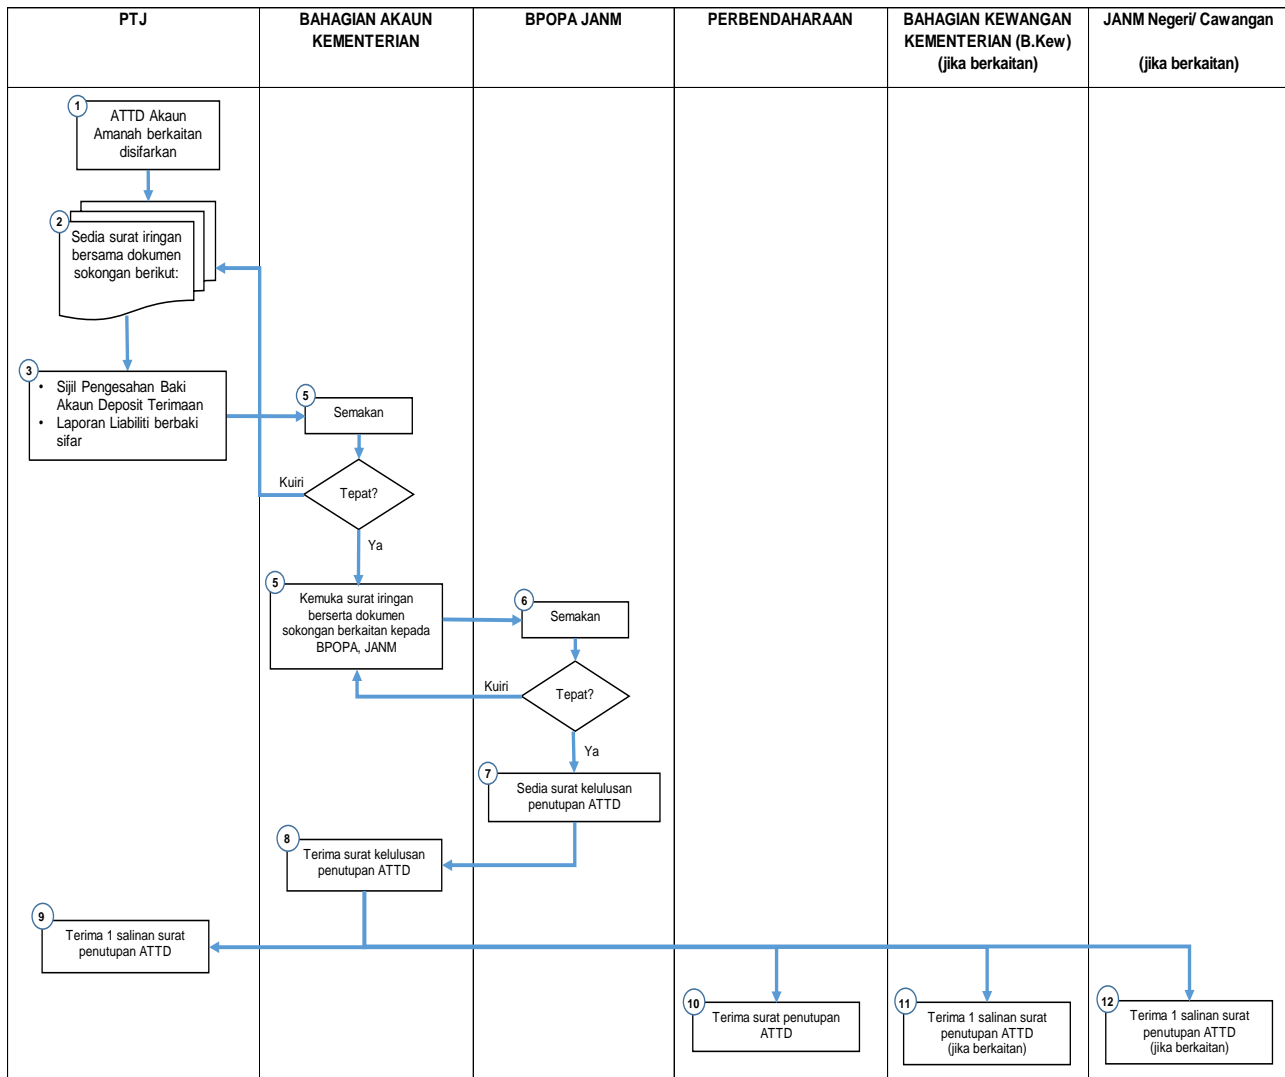 PTJ
BAHAGIAN AKAUN
KEMENTERIAN
BPOPA JANM
PERBENDAHARAAN
BAHAGIAN KEWANGAN
KEMENTERIAN (B.Kew)
(jika berkaitan)
JANM Negeri/ Cawangan
(jika berkaitan)
1
ATTD Akaun
Amanah berkaitan
disifarkan
2
Sedia surat iringan
bersama dokumen
sokongan berikut:
3
• Sijil Pengesahan Baki
Akaun Deposit Terimaan
• Laporan Liabiliti berbaki
sifar
5
Semakan
Kuiri
Tepat?
Ya
5
Kemuka surat iringan
berserta dokumen
sokongan berkaitan kepada
BPOPA, JANM
6
Semakan
Kuiri
Tepat?
Ya
7
Sedia surat kelulusan
penutupan ATTD
8
Terima surat kelulusan
penutupan ATTD
9
Terima 1 salinan surat
penutupan ATTD
10
Terima surat penutupan
ATTD
11
Terima 1 salinan surat
penutupan ATTD
(jika berkaitan)
12
Terima 1 salinan surat
penutupan ATTD
(jika berkaitan)